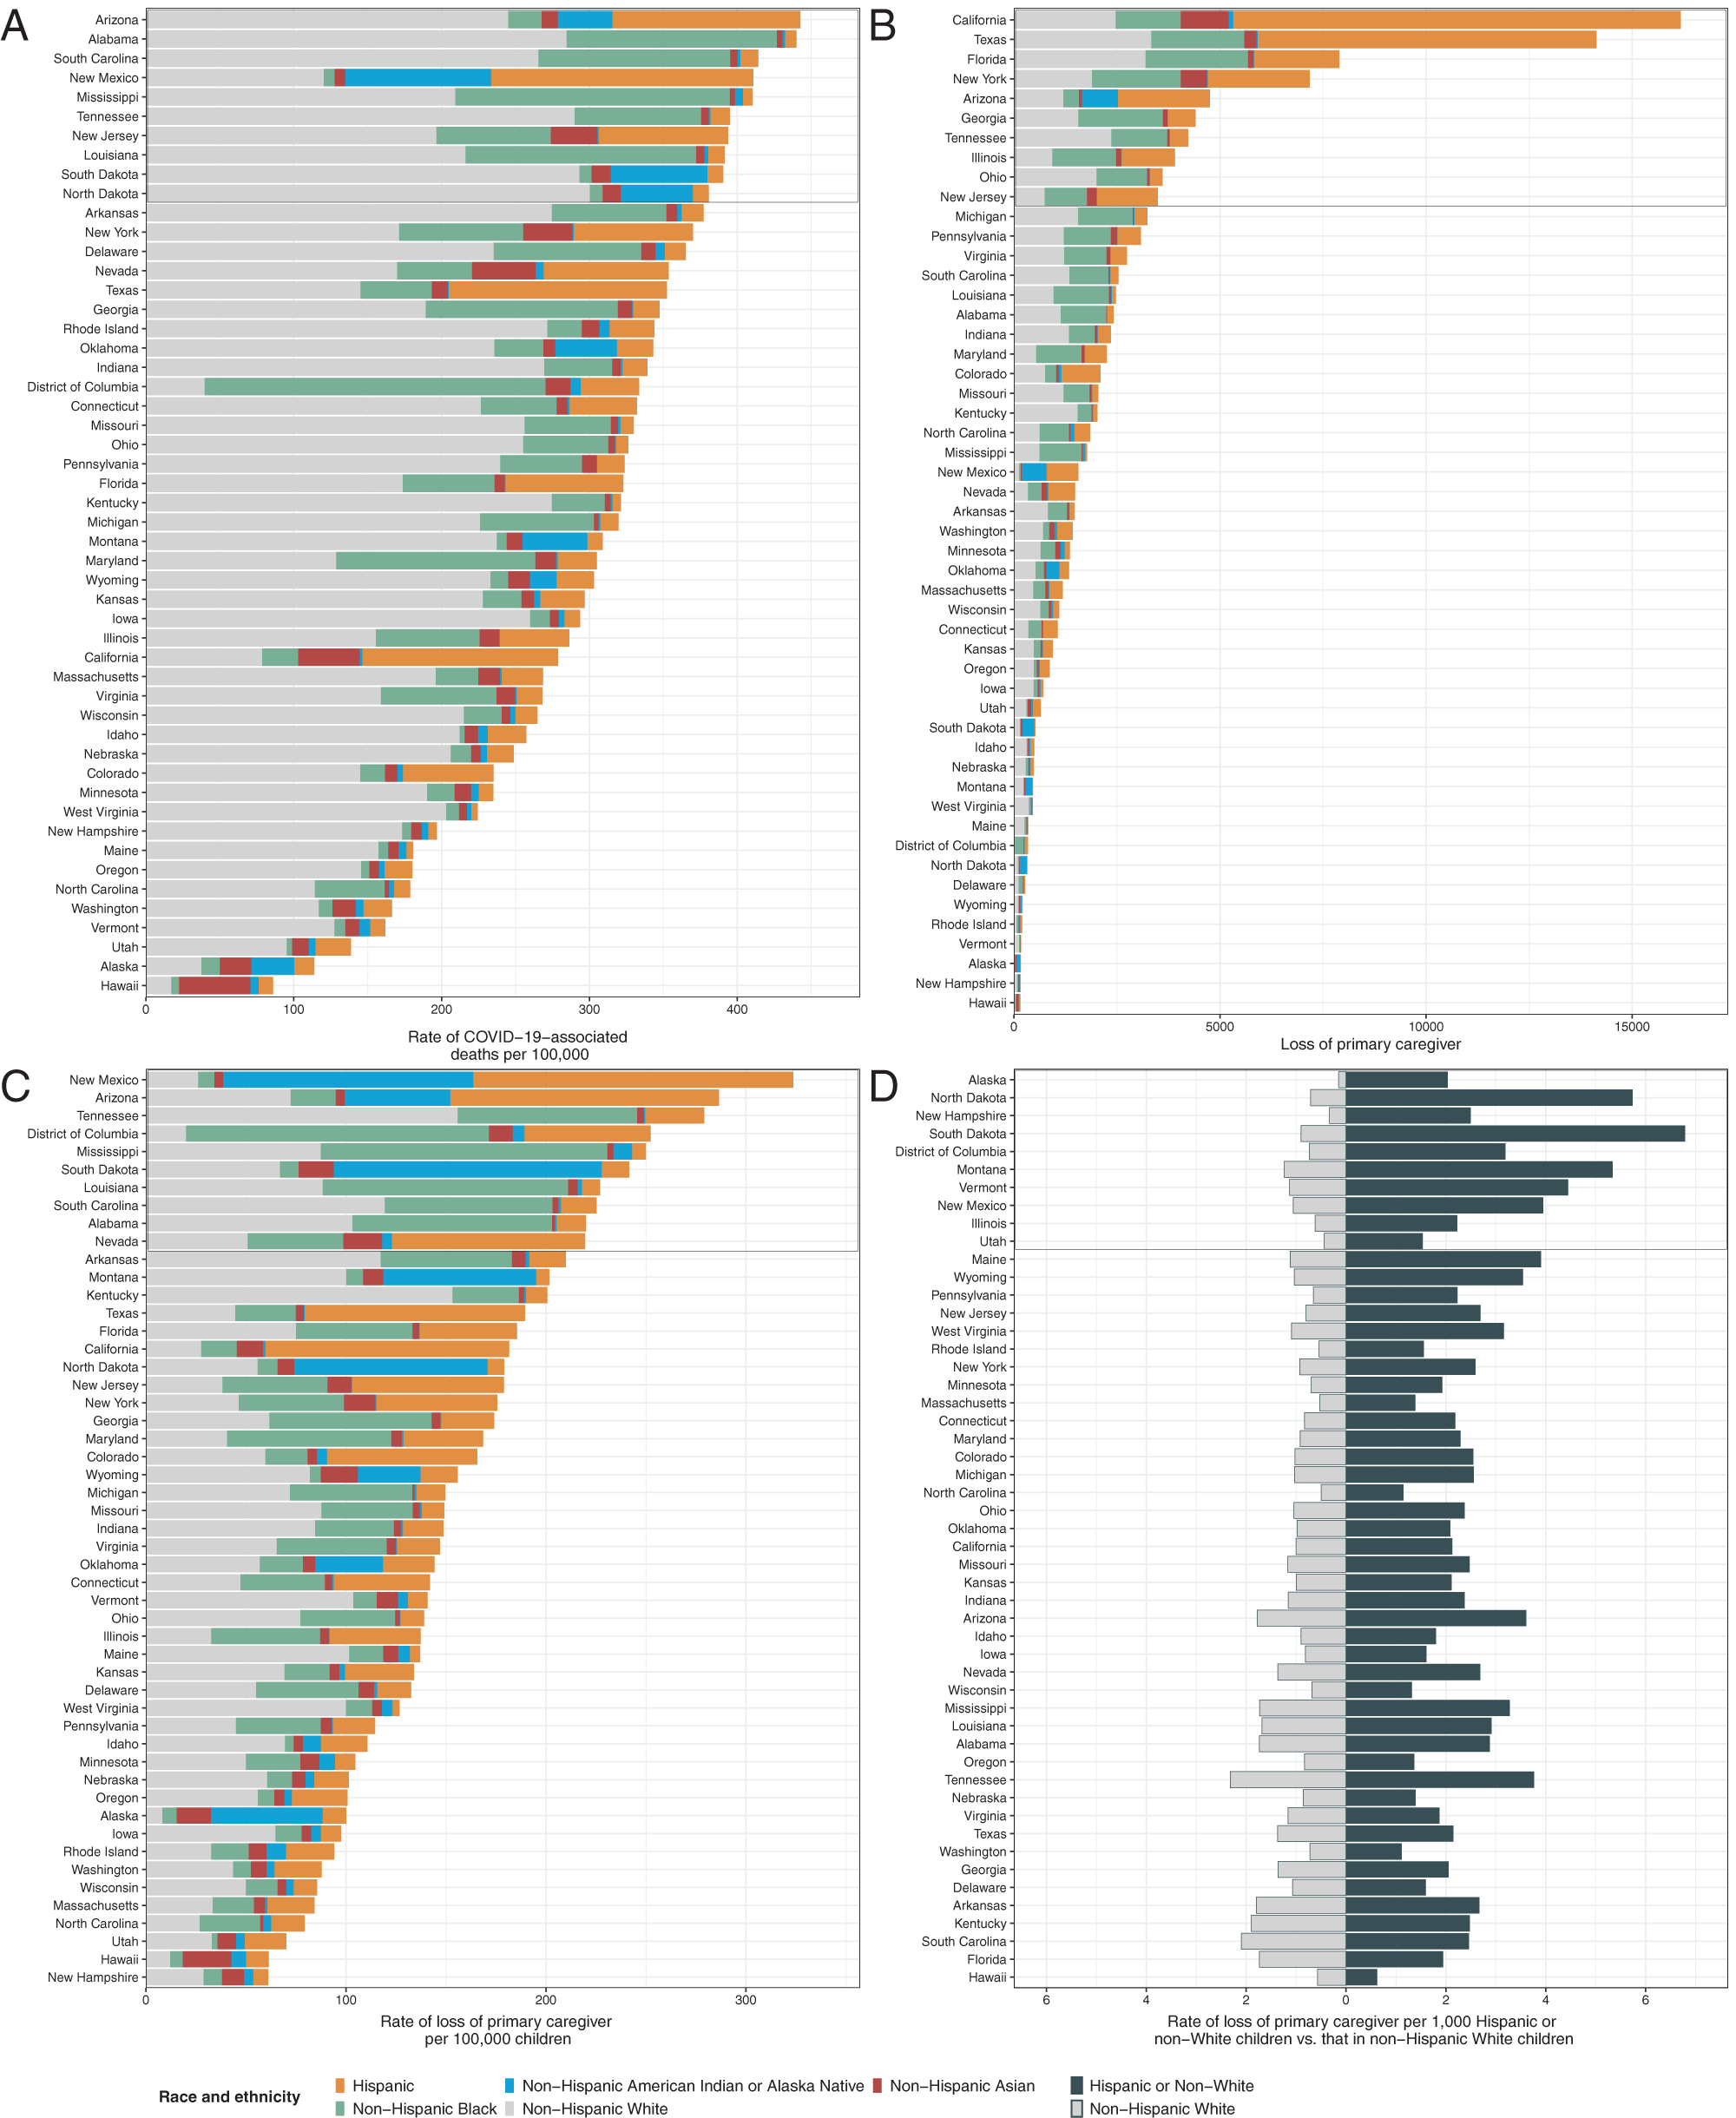 A
Arizona
Alabama
South Carolina
New Mexico
Mississippi
Tennessee
New Jersey
Louisiana
South Dakota
North Dakota
Arkansas
New York
Delaware
Nevada
Texas
Georgia
Rhode Island
Oklahoma
Indiana
District of Columbia
Connecticut
Missouri
Ohio
Pennsylvania
Florida
Kentucky
Michigan
Montana
Maryland
Wyoming
Kansas
Iowa
Illinois
California
Massachusetts
Virginia
Wisconsin
Idaho
Nebraska
Colorado
Minnesota
West Virginia
New Hampshire
Maine
Oregon
North Carolina
Washington
Vermont
Utah
Alaska
Hawaii
0 100 200 300 400
Rate of COVID−19−associated
deaths per 100,000
B
California
Texas
Florida
New York
Arizona
Georgia
Tennessee
Illinois
Ohio
New Jersey
Michigan
Pennsylvania
Virginia
South Carolina
Louisiana
Alabama
Indiana
Maryland
Colorado
Missouri
Kentucky
North Carolina
Mississippi
New Mexico
Nevada
Arkansas
Washington
Minnesota
Oklahoma
Massachusetts
Wisconsin
Connecticut
Kansas
Oregon
Iowa
Utah
South Dakota
Idaho
Nebraska
Montana
West Virginia
Maine
District of Columbia
North Dakota
Delaware
Wyoming
Rhode Island
Vermont
Alaska
New Hampshire
Hawaii
0 5000 10000 15000
Loss of primary caregiver
C
New Mexico
Arizona
Tennessee
District of Columbia
Mississippi
South Dakota
Louisiana
South Carolina
Alabama
Nevada
Arkansas
Montana
Kentucky
Texas
Florida
California
North Dakota
New Jersey
New York
Georgia
Maryland
Colorado
Wyoming
Michigan
Missouri
Indiana
Virginia
Oklahoma
Connecticut
Vermont
Ohio
Illinois
Maine
Kansas
Delaware
West Virginia
Pennsylvania
Idaho
Minnesota
Nebraska
Oregon
Alaska
Iowa
Rhode Island
Washington
Wisconsin
Massachusetts
North Carolina
Utah
Hawaii
New Hampshire
0 100 200 300
Rate of loss of primary caregiver
per 100,000 children
D
Alaska
North Dakota
New Hampshire
South Dakota
District of Columbia
Montana
Vermont
New Mexico
Illinois
Utah
Maine
Wyoming
Pennsylvania
New Jersey
West Virginia
Rhode Island
New York
Minnesota
Massachusetts
Connecticut
Maryland
Colorado
Michigan
North Carolina
Ohio
Oklahoma
California
Missouri
Kansas
Indiana
Arizona
Idaho
Iowa
Nevada
Wisconsin
Mississippi
Louisiana
Alabama
Oregon
Tennessee
Nebraska
Virginia
Texas
Washington
Georgia
Delaware
Arkansas
Kentucky
South Carolina
Florida
Hawaii
6 4 2 0 2 4 6
Rate of loss of primary caregiver per 1,000 Hispanic or
non−White children vs. that in non−Hispanic White children
Race and ethnicity
Hispanic
Non−Hispanic American Indian or Alaska Native
Non−Hispanic Asian
Non−Hispanic Black
Non−Hispanic White
Hispanic or Non−White
Non−Hispanic White